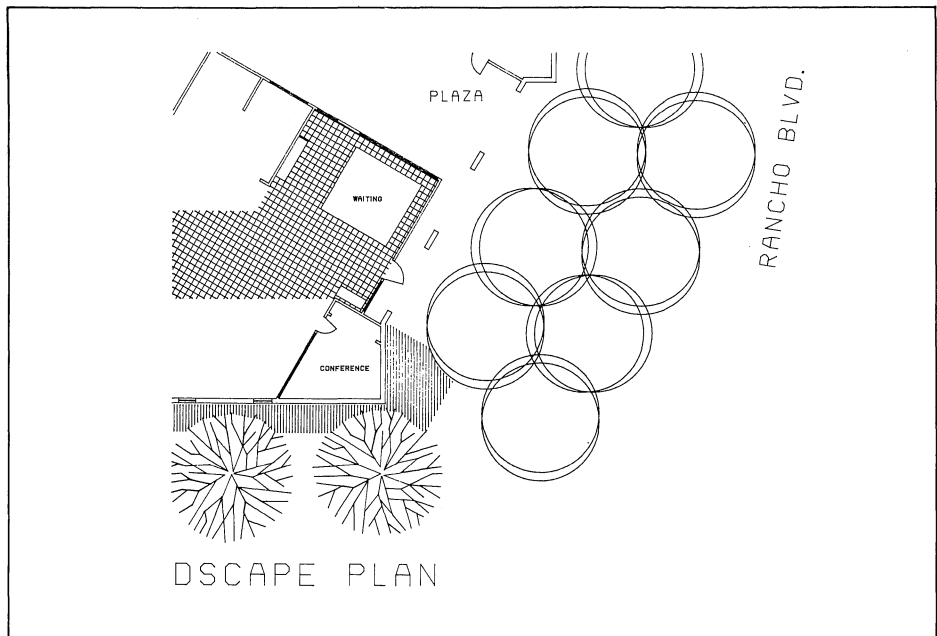 PLAZA
RANCHO BLVD.
WAITING
CONFERENCE
DSCAPE PLAN